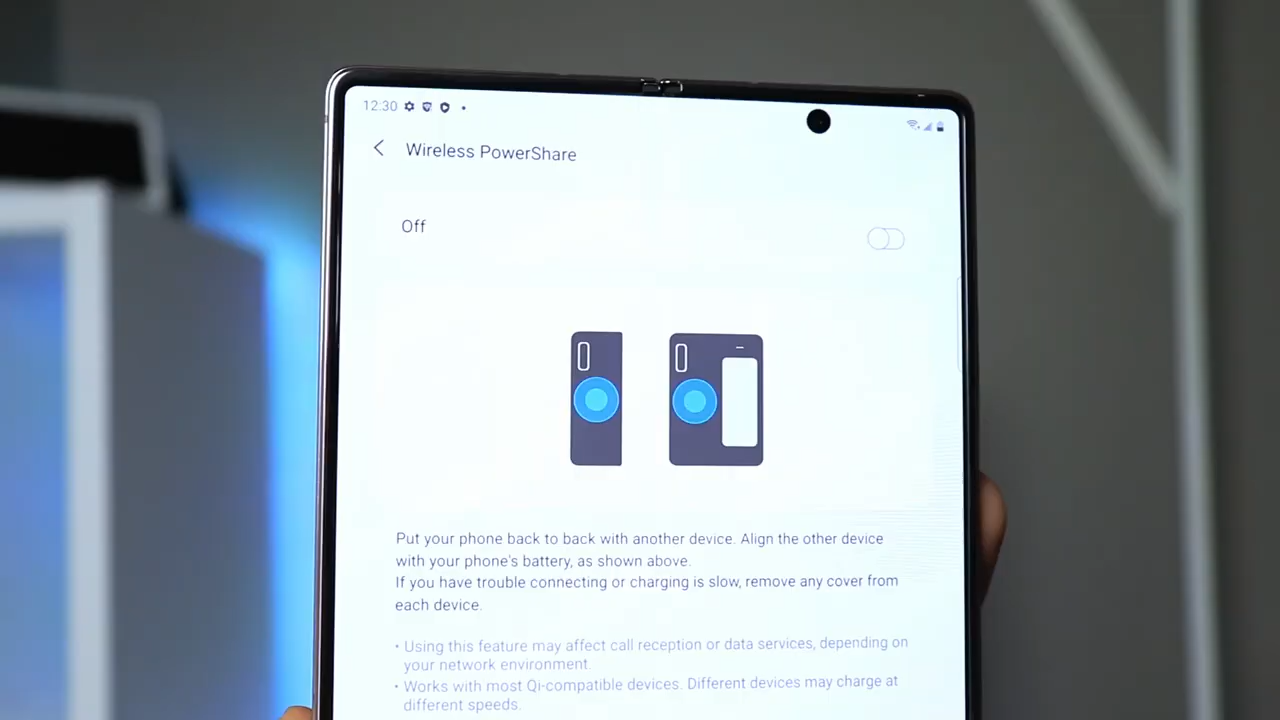 12:30
Wireless PowerShare
Off
Put your phone back to back with another device. Align the other device
with your phone's battery, as shown above.
If you have trouble connecting or charging is slow, remove any cover from
each device.
• Using this feature may affect call reception or data services, depending on
your network environment.
• Works with most Qi-compatible devices. Different devices may charge at
different speeds.